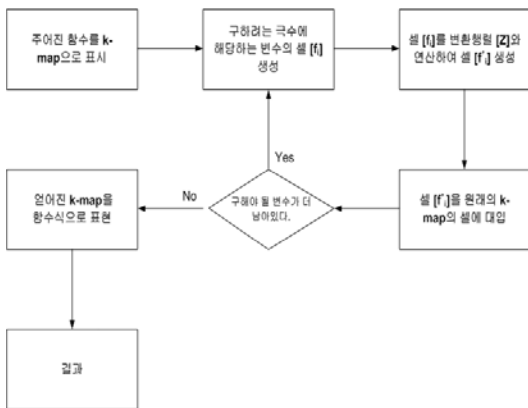 주어진 함수를 k-
map으로 표시
구하려는 극수에
해당하는 변수의 셀 [fᵢ]
생성
셀 [fᵢ]를 변환행렬 [Z]와
연산하여 셀 [f'ᵢ] 생성
셀 [f'ᵢ]을 원래의 k-
map의 셀에 대입
구해야 될 변수가 더
남아있다.
Yes
No
얻어진 k-map을
함수식으로 표현
결과